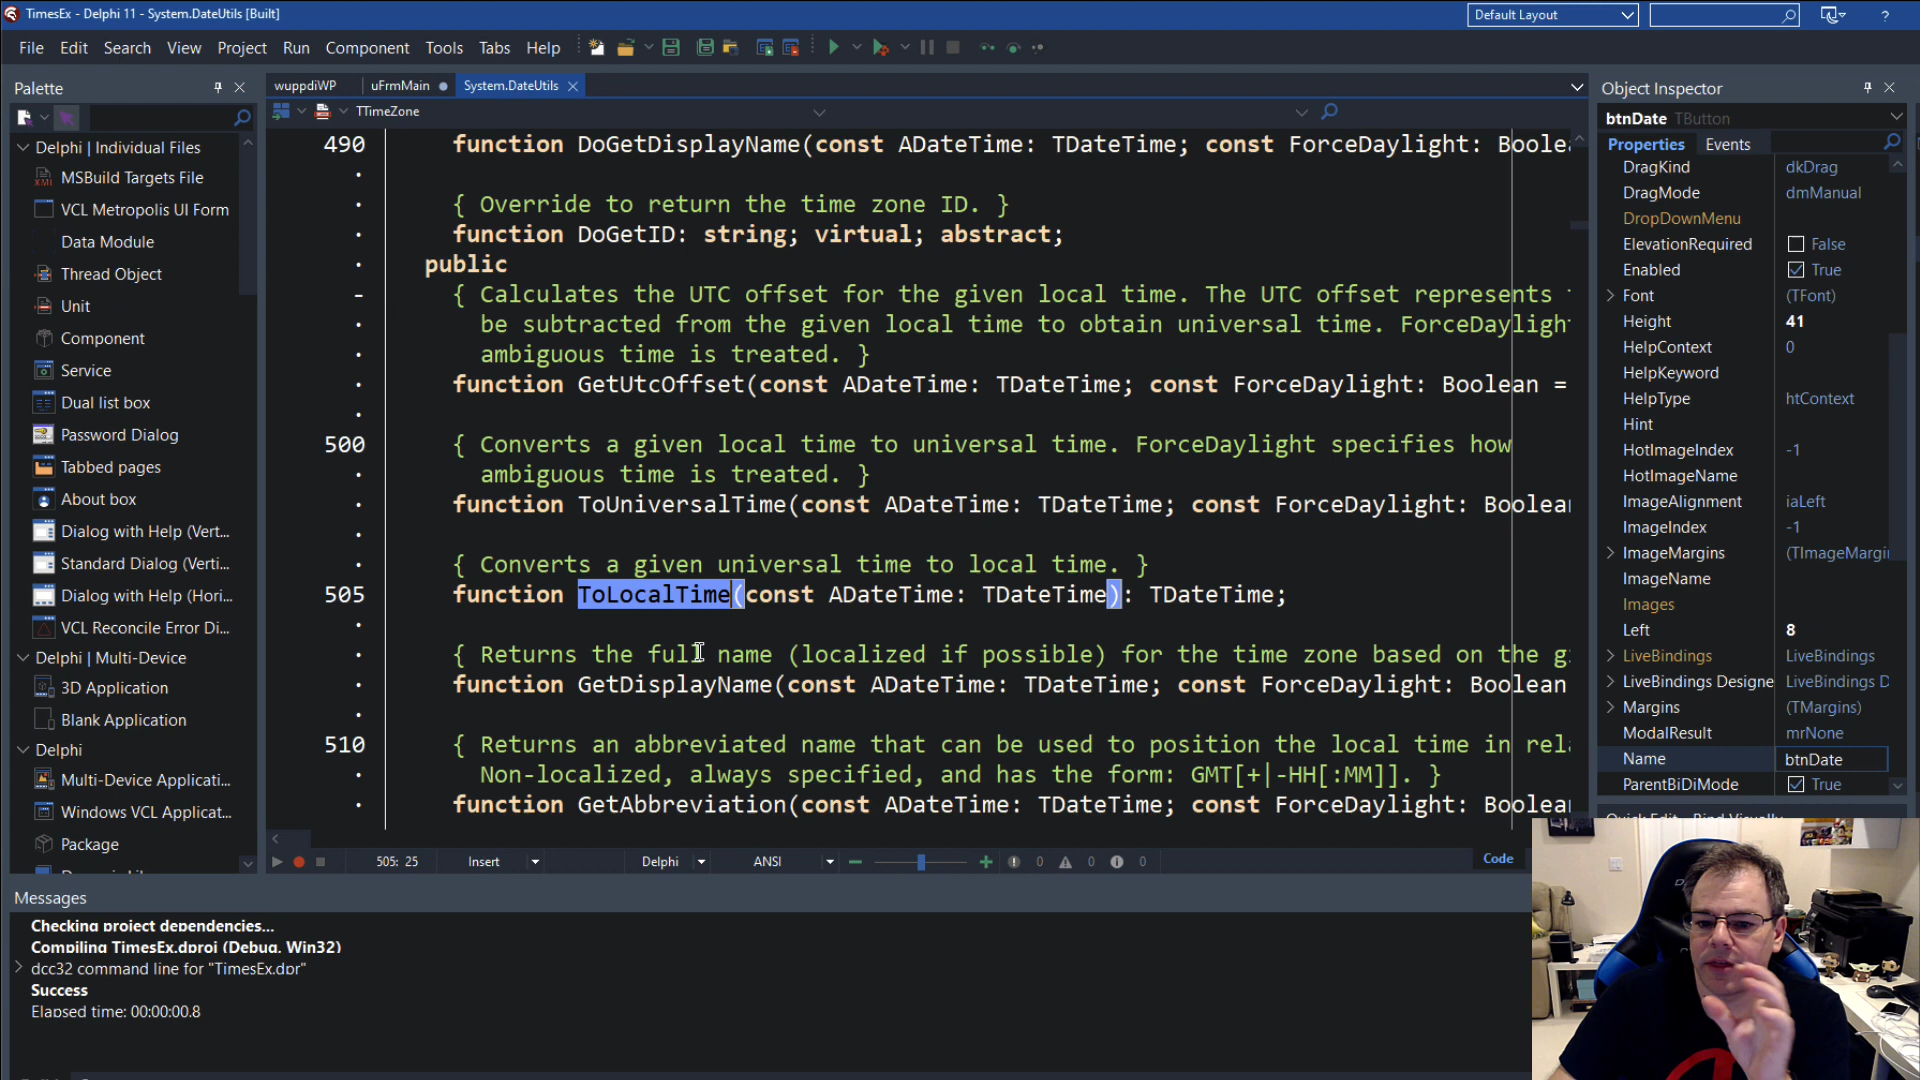 TimesEx - Delphi 11 - System.DateUtils [Built]
Default Layout
?
File Edit Search View Project Run Component Tools Tabs Help
Palette
wuppdiWP uFrmMain System.DateUtils
TTimeZone
Delphi | Individual Files
MSBuild Targets File
VCL Metropolis UI Form
Data Module
Thread Object
Unit
Component
Service
Dual list box
Password Dialog
Tabbed pages
About box
Dialog with Help (Vert...
Standard Dialog (Verti...
Dialog with Help (Hori...
VCL Reconcile Error Di...
Delphi | Multi-Device
3D Application
Blank Application
Delphi
Multi-Device Applicati...
Windows VCL Applicat...
Package
490 function DoGetDisplayName(const ADateTime: TDateTime; const ForceDaylight: Boole
{ Override to return the time zone ID. }
function DoGetID: string; virtual; abstract;
public
{ Calculates the UTC offset for the given local time. The UTC offset represents
be subtracted from the given local time to obtain universal time. ForceDayligh
ambiguous time is treated. }
function GetUtcOffset(const ADateTime: TDateTime; const ForceDaylight: Boolean =
500 { Converts a given local time to universal time. ForceDaylight specifies how
ambiguous time is treated. }
function ToUniversalTime(const ADateTime: TDateTime; const ForceDaylight: Boolea
{ Converts a given universal time to local time. }
505 function ToLocalTime(const ADateTime: TDateTime): TDateTime;
{ Returns the full name (localized if possible) for the time zone based on the g
function GetDisplayName(const ADateTime: TDateTime; const ForceDaylight: Boolean
510 { Returns an abbreviated name that can be used to position the local time in rel
Non-localized, always specified, and has the form: GMT[+|-HH[:MM]]. }
function GetAbbreviation(const ADateTime: TDateTime; const ForceDaylight: Boolea
505: 25 Insert Delphi ANSI 0 0 0 Code
Object Inspector
btnDate TButton
Properties Events
DragKind dkDrag
DragMode dmManual
DropDownMenu
ElevationRequired False
Enabled True
Font (TFont)
Height 41
HelpContext 0
HelpKeyword
HelpType htContext
Hint
HotImageIndex -1
HotImageName
ImageAlignment iaLeft
ImageIndex -1
ImageMargins (TImageMargi
ImageName
Images
Left 8
LiveBindings LiveBindings
LiveBindings Designe LiveBindings D
Margins (TMargins)
ModalResult mrNone
Name btnDate
ParentBiDiMode True
Quick Edit... Bind Visually...
Messages
Checking project dependencies...
Compiling TimesEx.dproj (Debug, Win32)
dcc32 command line for "TimesEx.dpr"
Success
Elapsed time: 00:00:00.8